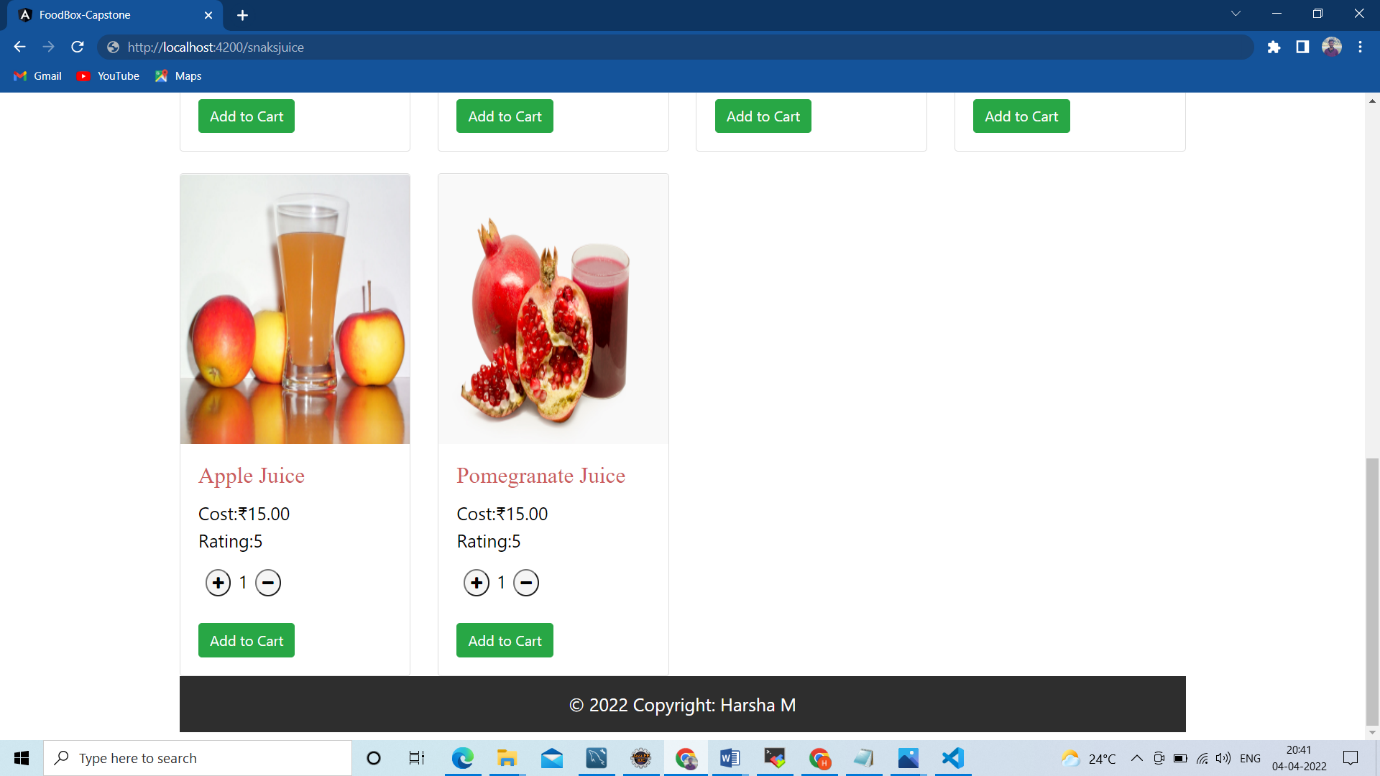 FoodBox-Capstone
http://localhost:4200/snaksjuice
Gmail YouTube Maps
Add to Cart Add to Cart Add to Cart Add to Cart
Apple Juice
Cost:₹15.00
Rating:5
1
Add to Cart
Pomegranate Juice
Cost:₹15.00
Rating:5
1
Add to Cart
© 2022 Copyright: Harsha M
Type here to search
H
24°C
ENG
20:41
04-04-2022